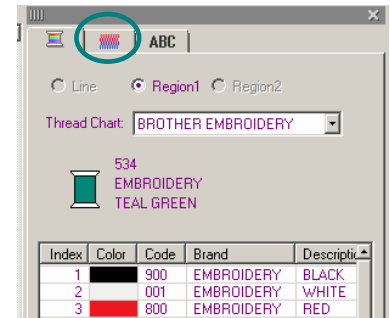 ABC
Line Region1 Region2
Thread Chart: BROTHER EMBROIDERY
534
EMBROIDERY
TEAL GREEN
Index Color Code Brand Descriptic
1 900 EMBROIDERY BLACK
2 001 EMBROIDERY WHITE
3 800 EMBROIDERY RED